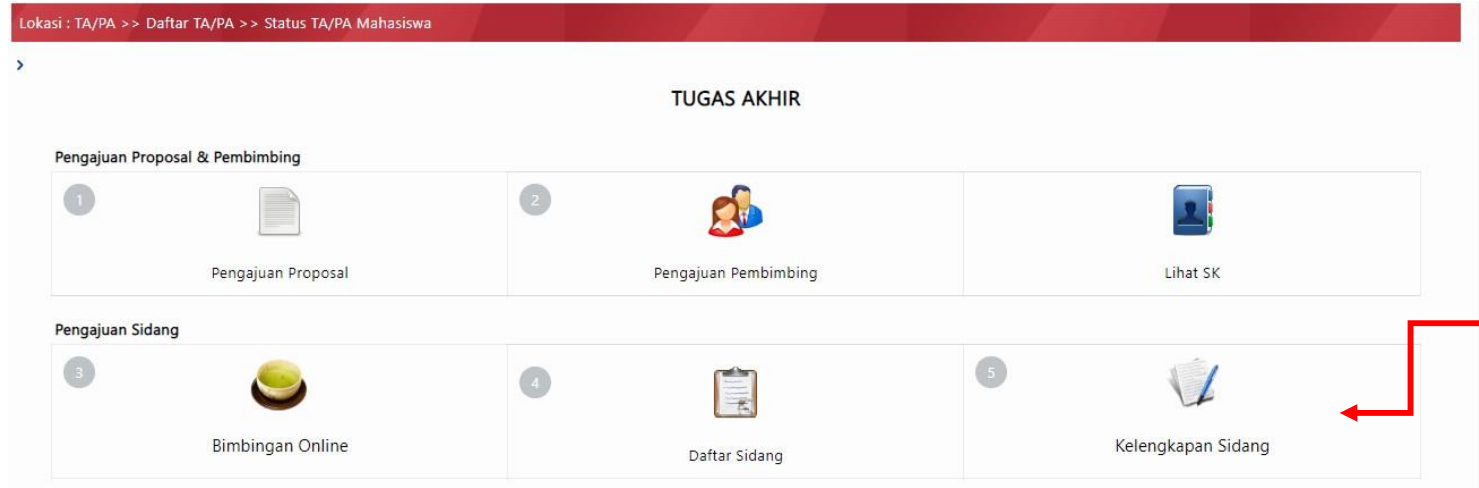 Lokasi : TA/PA >> Daftar TA/PA >> Status TA/PA Mahasiswa
TUGAS AKHIR
Pengajuan Proposal & Pembimbing
1
2
Pengajuan Proposal
Pengajuan Pembimbing
Lihat SK
Pengajuan Sidang
3
4
5
Bimbingan Online
Daftar Sidang
Kelengkapan Sidang